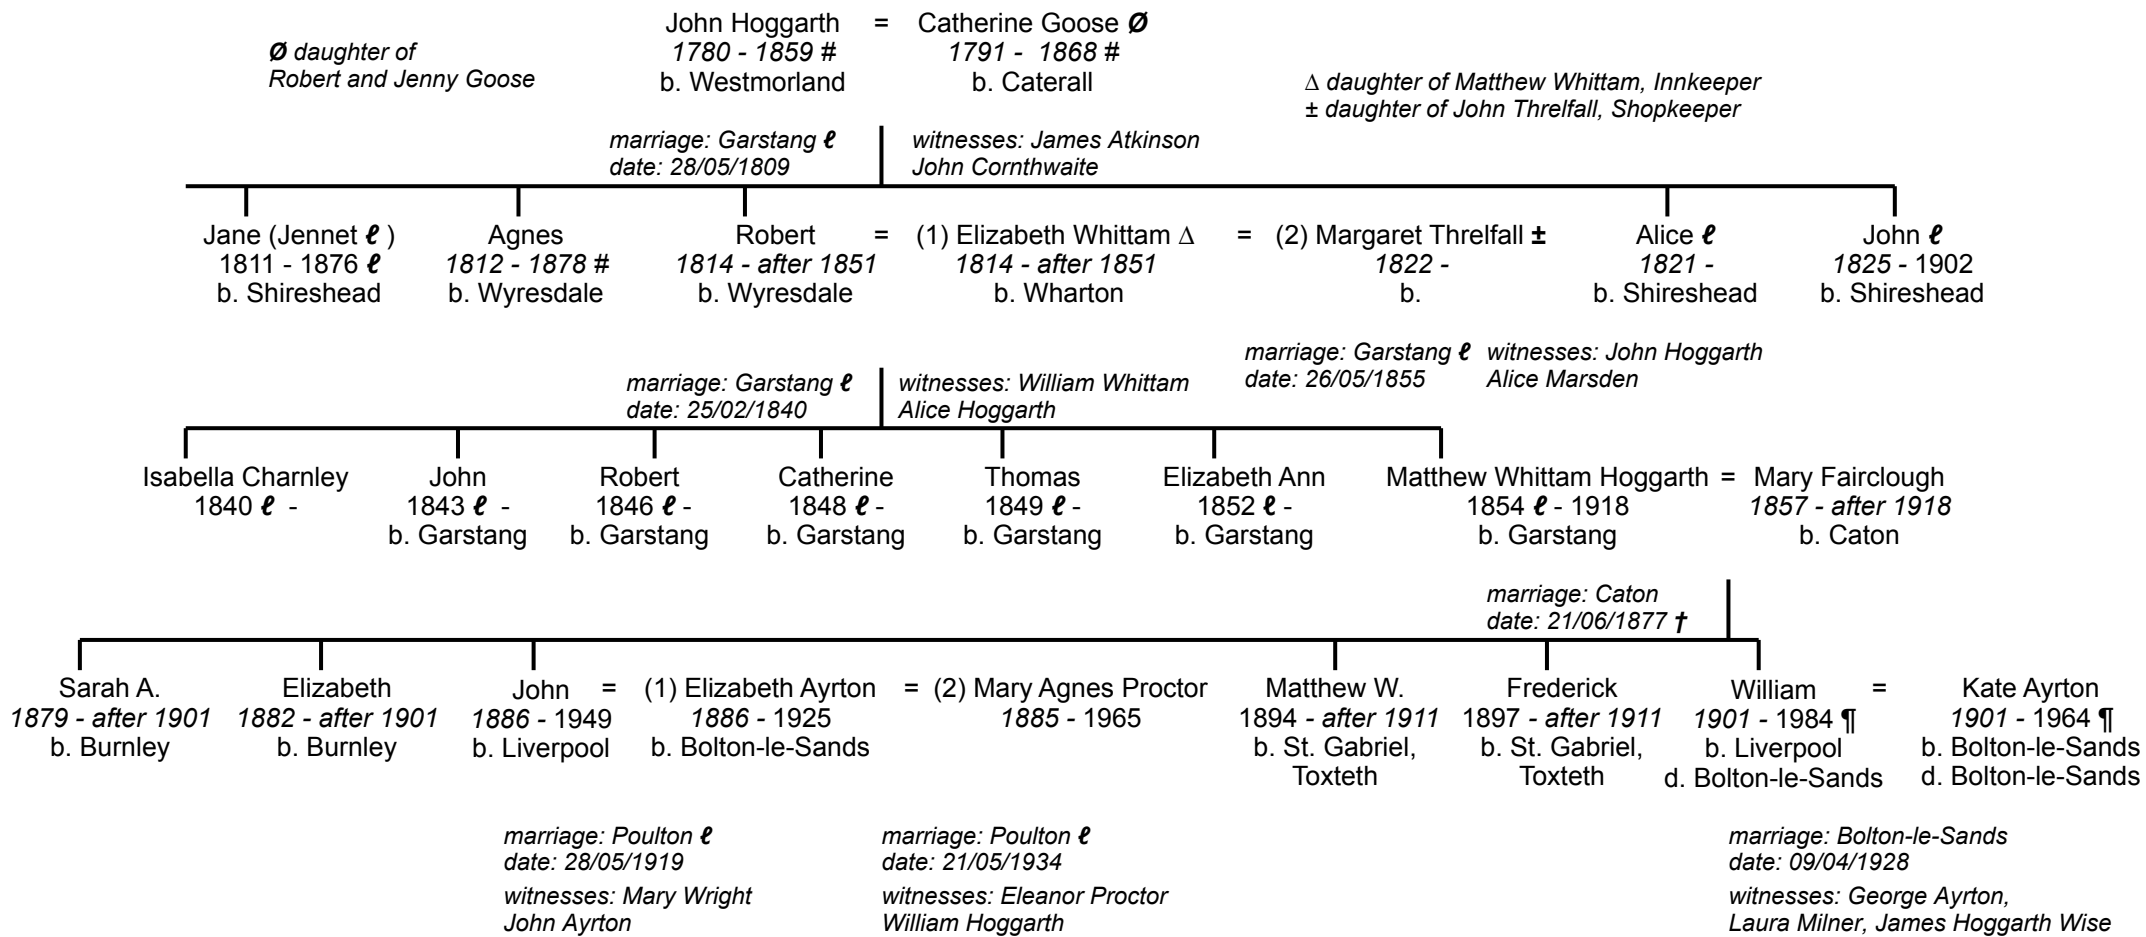 John Hoggarth = Catherine Goose Ø
1780 - 1859 # 1791 - 1868 #
b. Westmorland b. Caterall
Ø daughter of
Robert and Jenny Goose
∆ daughter of Matthew Whittam, Innkeeper
± daughter of John Threlfall, Shopkeeper
marriage: Garstang ℓ witnesses: James Atkinson
date: 28/05/1809 John Cornthwaite
Jane (Jennet ℓ ) Agnes Robert = (1) Elizabeth Whittam ∆ = (2) Margaret Threlfall ± Alice ℓ John ℓ
1811 - 1876 ℓ 1812 - 1878 # 1814 - after 1851 1814 - after 1851 1822 - 1821 - 1825 - 1902
b. Shireshead b. Wyresdale b. Wyresdale b. Wharton b. b. Shireshead b. Shireshead
marriage: Garstang ℓ witnesses: John Hoggarth
date: 26/05/1855 Alice Marsden
marriage: Garstang ℓ witnesses: William Whittam
date: 25/02/1840 Alice Hoggarth
Isabella Charnley John Robert Catherine Thomas Elizabeth Ann Matthew Whittam Hoggarth = Mary Fairclough
1840 ℓ - 1843 ℓ - 1846 ℓ - 1848 ℓ - 1849 ℓ - 1852 ℓ - 1854 ℓ - 1918 1857 - after 1918
b. Garstang b. Garstang b. Garstang b. Garstang b. Garstang b. Garstang b. Caton
marriage: Caton
date: 21/06/1877 †
Sarah A. Elizabeth John = (1) Elizabeth Ayrton = (2) Mary Agnes Proctor Matthew W. Frederick William = Kate Ayrton
1879 - after 1901 1882 - after 1901 1886 - 1949 1886 - 1925 1885 - 1965 1894 - after 1911 1897 - after 1911 1901 - 1984 ¶ 1901 - 1964 ¶
b. Burnley b. Burnley b. Liverpool b. Bolton-le-Sands b. St. Gabriel, b. St. Gabriel, b. Liverpool b. Bolton-le-Sands
Toxteth Toxteth d. Bolton-le-Sands d. Bolton-le-Sands
marriage: Poulton ℓ marriage: Poulton ℓ marriage: Bolton-le-Sands
date: 28/05/1919 date: 21/05/1934 date: 09/04/1928
witnesses: Mary Wright witnesses: Eleanor Proctor witnesses: George Ayrton,
John Ayrton William Hoggarth Laura Milner, James Hoggarth Wise